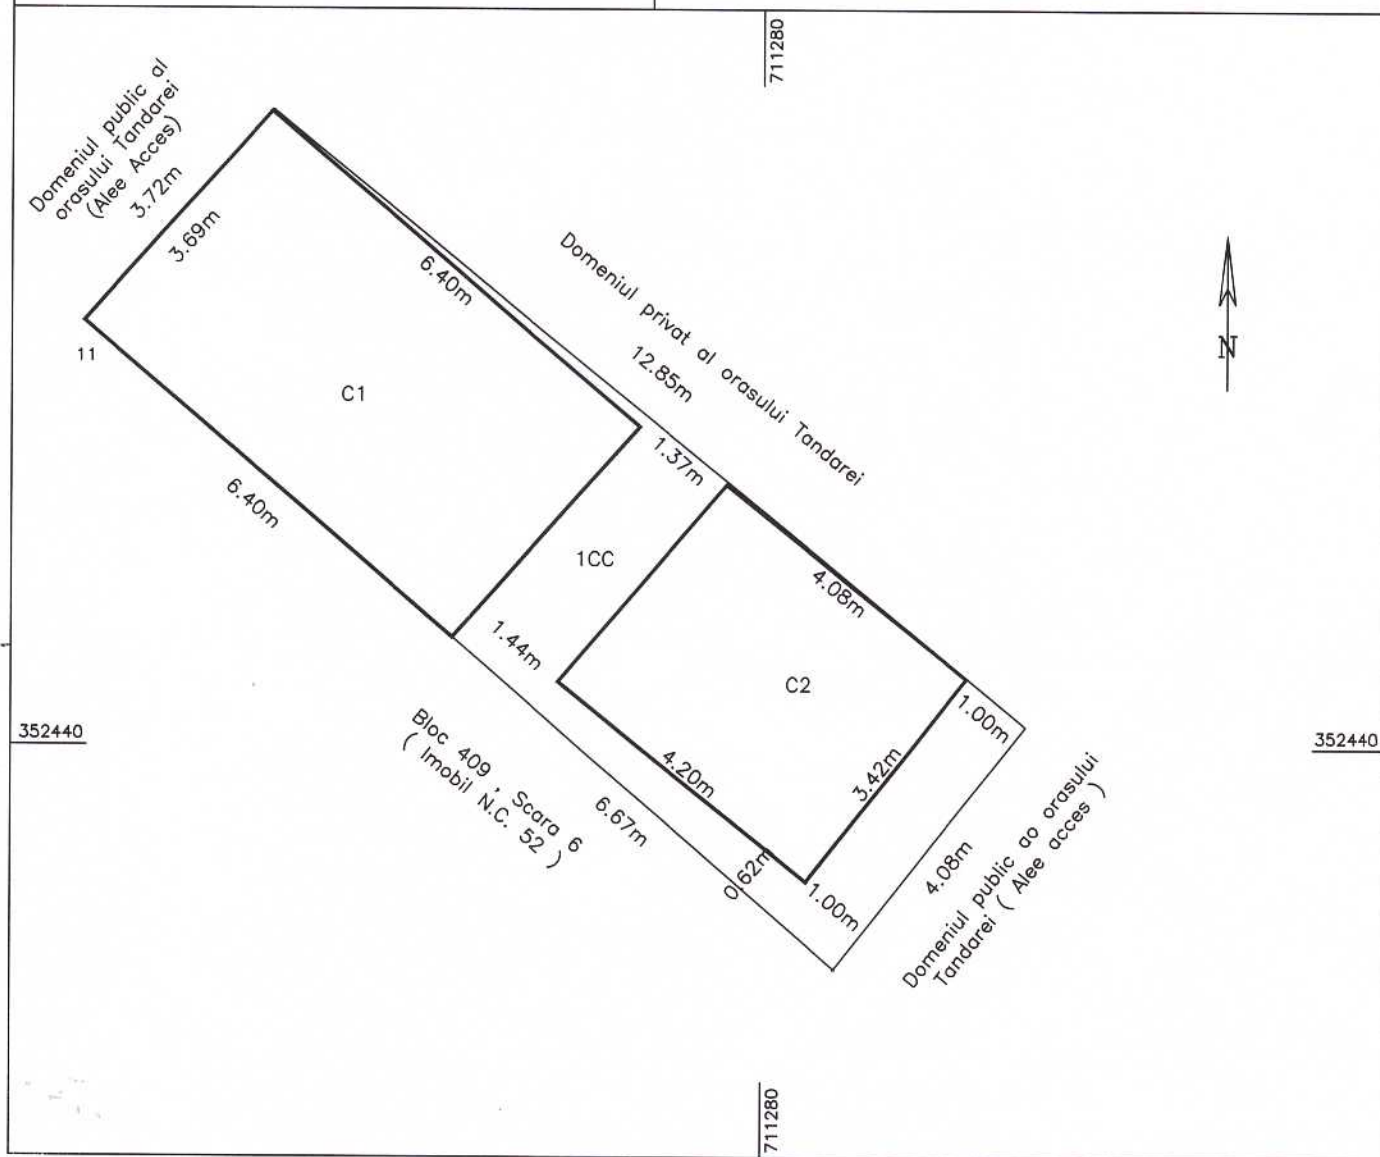 711280
Domeniul public al
orasului Tandarei
(Alee Acces)
3.72m
3.69m
6.40m
Domeniul privat al orasului Tandarei
12.85m
N
11
C1
6.40m
1.37m
1CC
4.08m
1.44m
C2
1.00m
352440
352440
Bloc 409 , Scara 6
( Imobil N.C. 52 )
6.67m
4.20m
3.42m
0.62m
1.00m
4.08m
Domeniul public ao orasului
Tandarei ( Alee acces )
711280